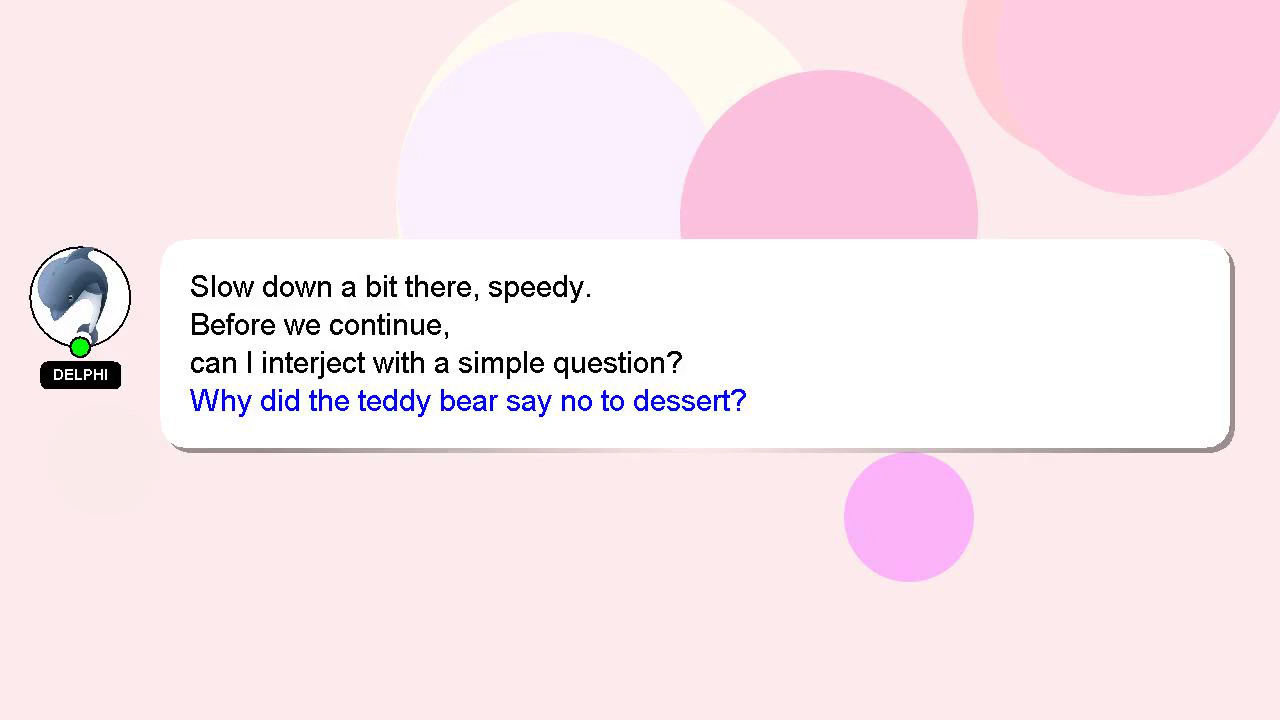 Slow down a bit there, speedy.
Before we continue,
can I interject with a simple question?
Why did the teddy bear say no to dessert?
DELPHI